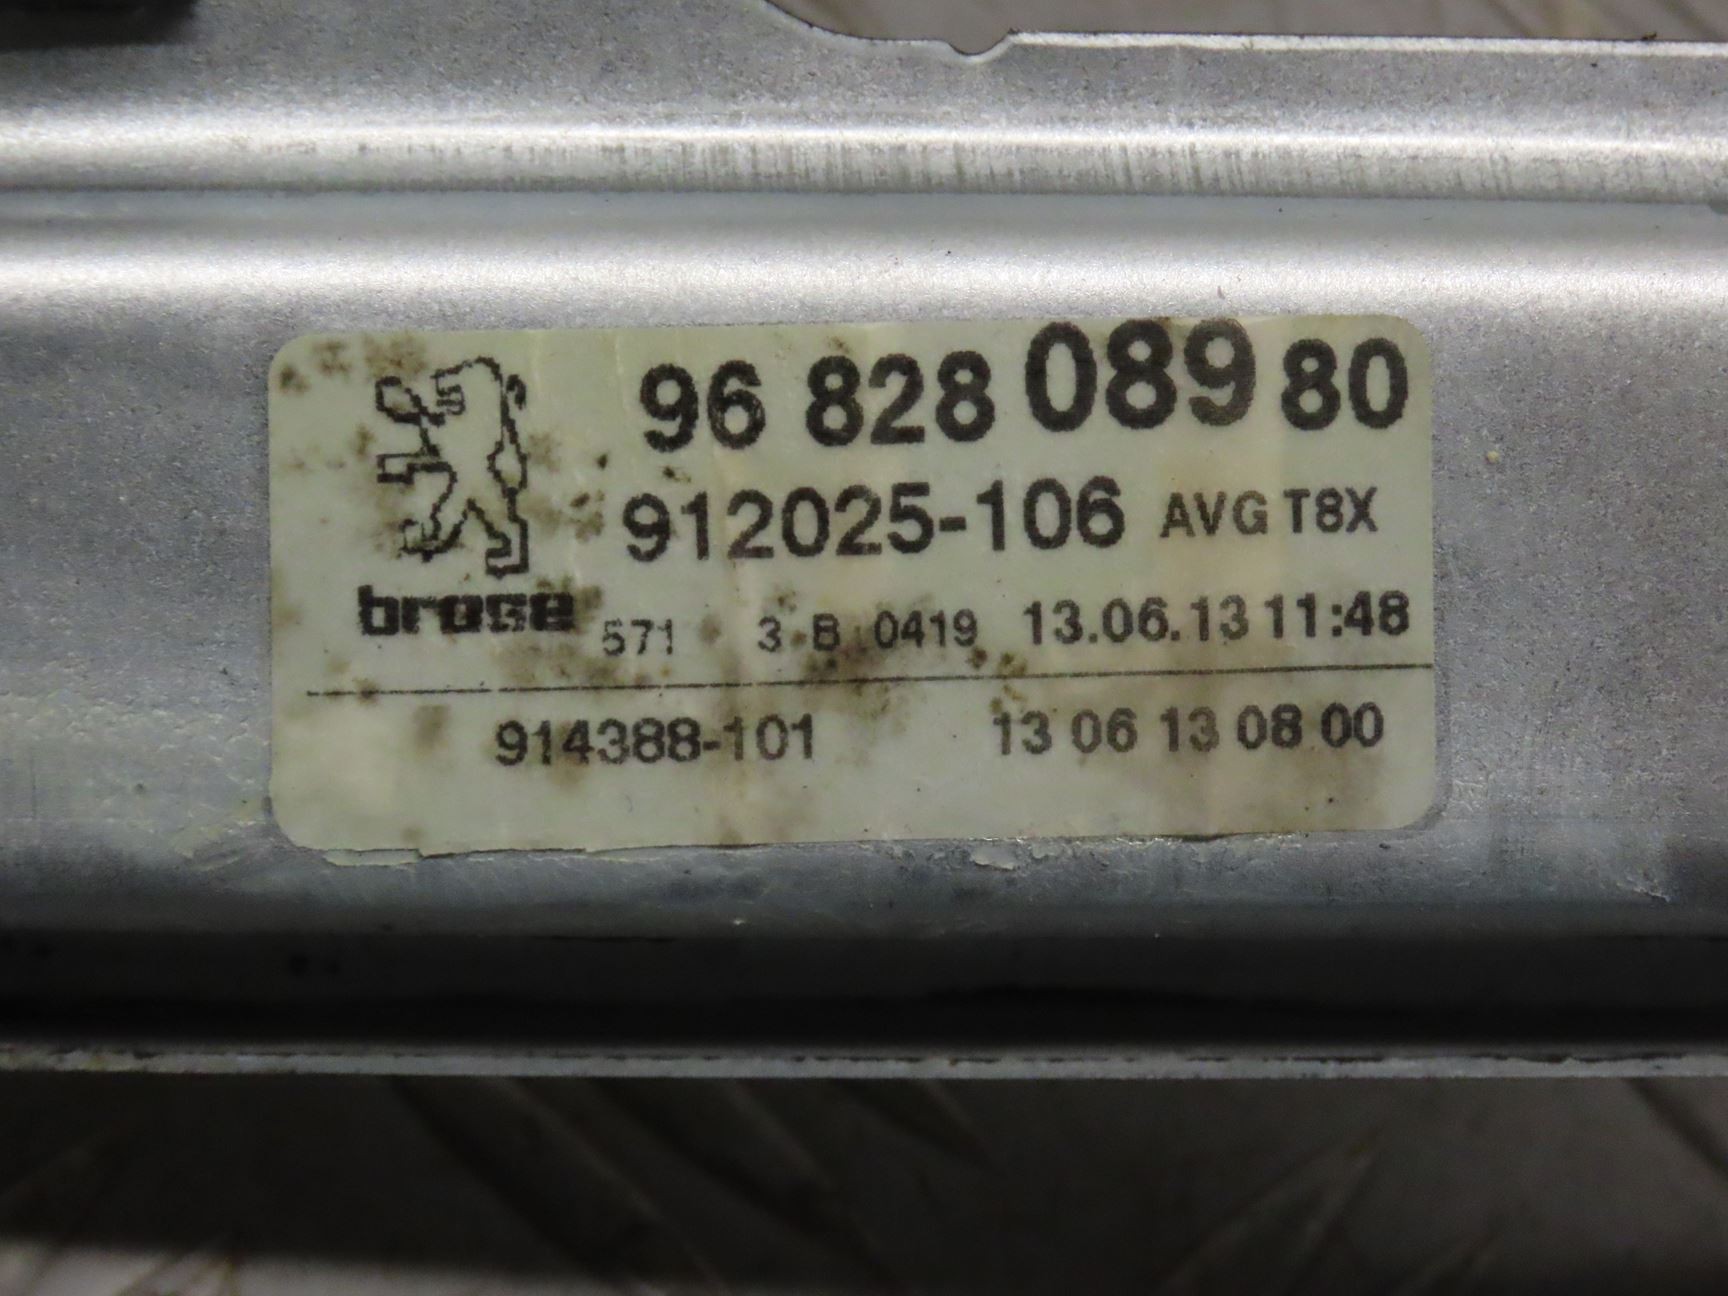 96 828 089 80
912025-106 AVG T8X
brose 571 3 B 0419 13.06.13 11:48
914388-101 13 06 13 08 00